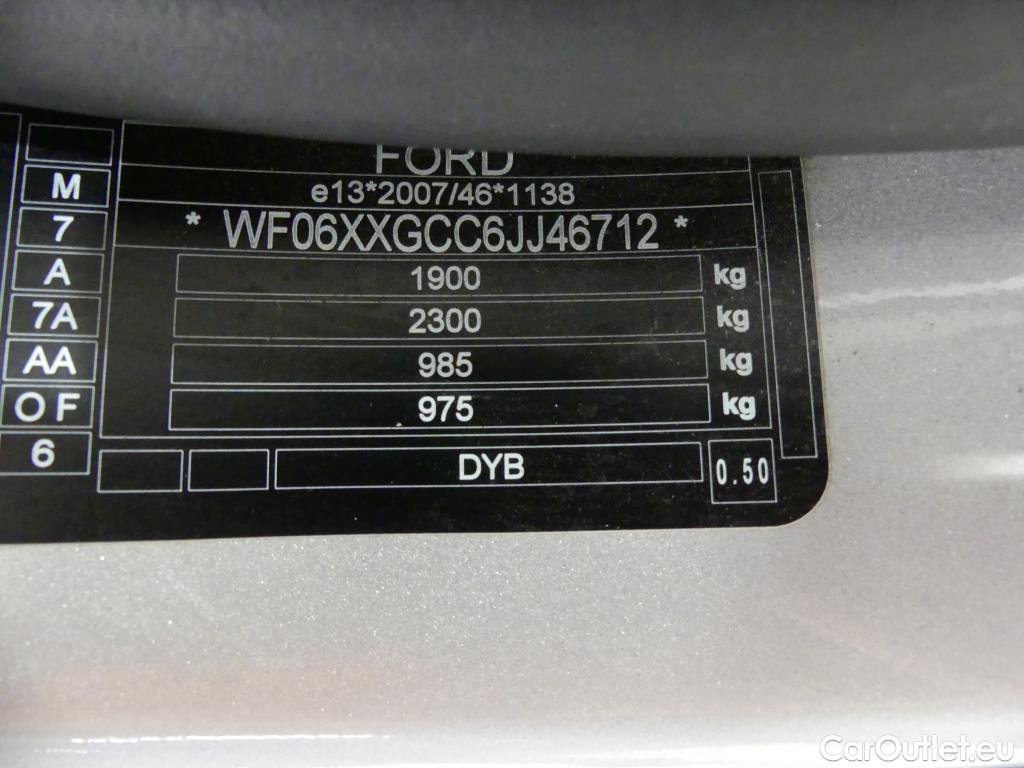 FORD
e13*2007/46*1138
* WF06XXGCC6JJ46712 *
1900 kg
2300 kg
985 kg
975 kg
M
7
A
7A
AA
OF
6
DYB
0.50
CarOutlet.eu